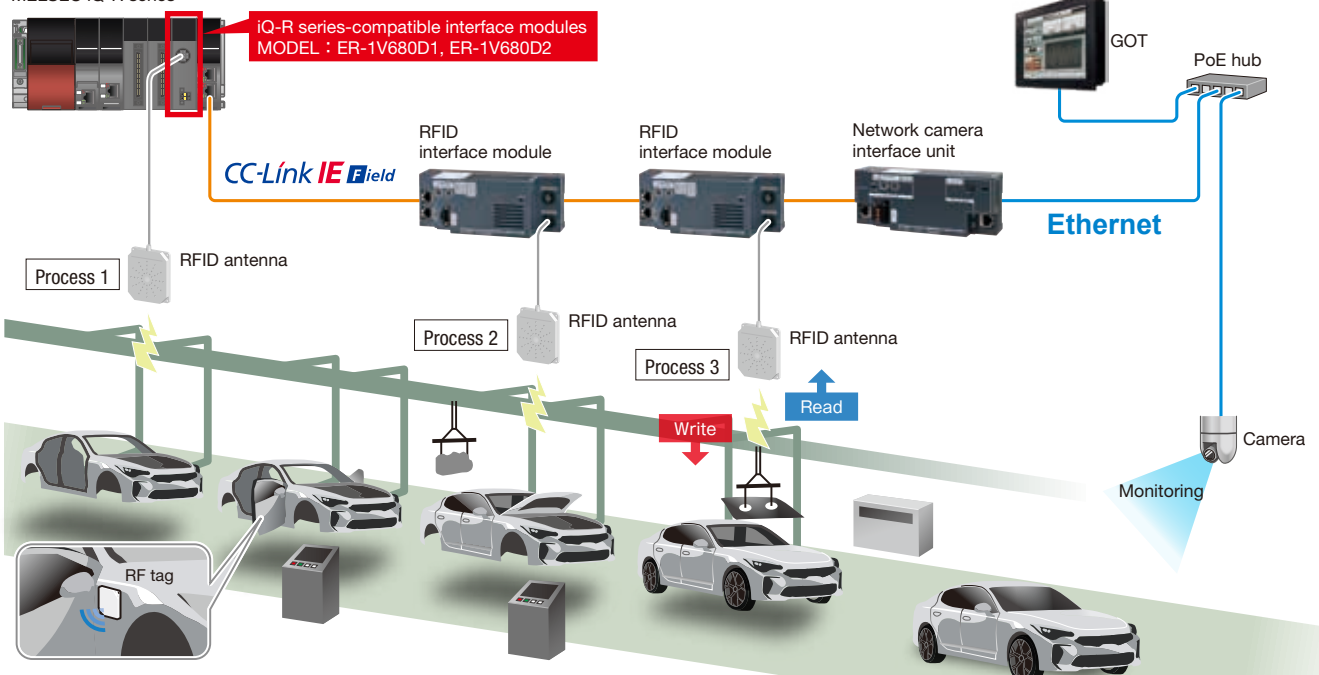 iQ-R series-compatible interface modules
MODEL：ER-1V680D1, ER-1V680D2
GOT
PoE hub
RFID
interface module
RFID
interface module
Network camera
interface unit
CC-Link IE Field
Ethernet
RFID antenna
Process 1
RFID antenna
Process 2
RFID antenna
Process 3
Read
Write
Camera
Monitoring
RF tag